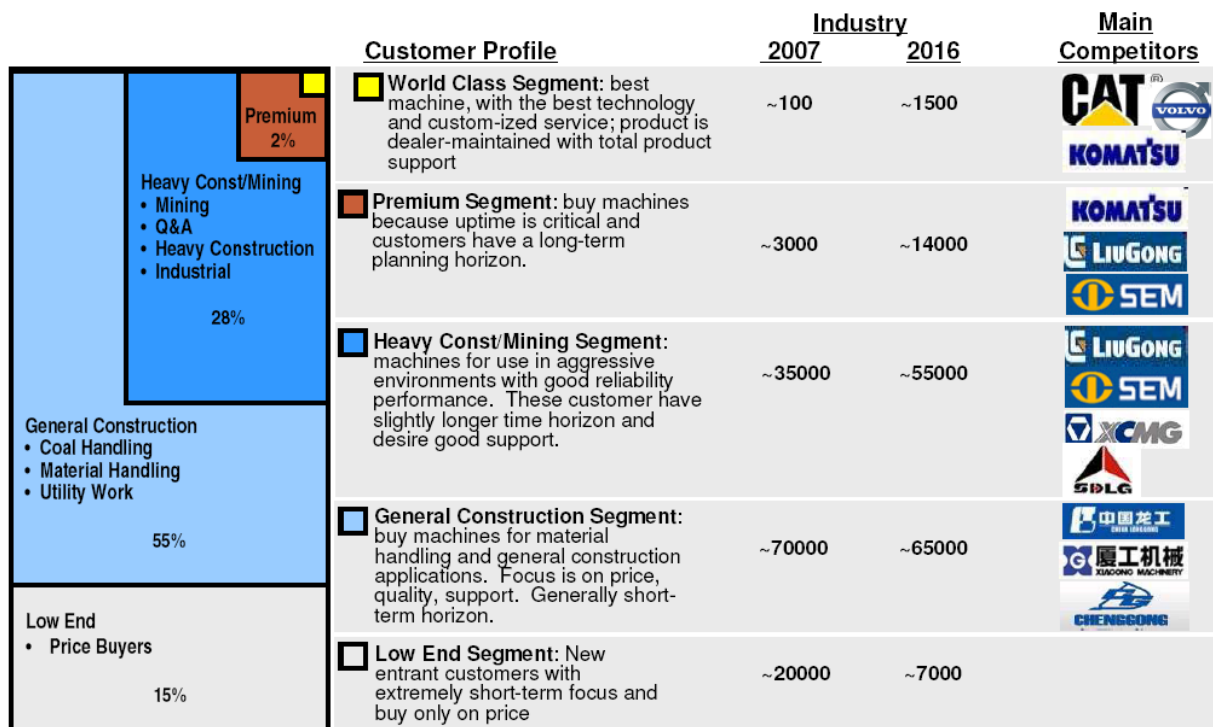 Industry
Main
Customer Profile
2007
2016
Competitors
Premium
2%
Heavy Const/Mining
• Mining
• Q&A
• Heavy Construction
• Industrial
28%
General Construction
• Coal Handling
• Material Handling
• Utility Work
55%
Low End
• Price Buyers
15%
World Class Segment: best
machine, with the best technology
and custom-ized service; product is
dealer-maintained with total product
support
~100
~1500
CAT®
VOLVO
KOMATSU
Premium Segment: buy machines
because uptime is critical and
customers have a long-term
planning horizon.
~3000
~14000
KOMATSU
LIUGONG
SEM
Heavy Const/Mining Segment:
machines for use in aggressive
environments with good reliability
performance. These customer have
slightly longer time horizon and
desire good support.
~35000
~55000
LIUGONG
SEM
XCMG
SDLG
General Construction Segment:
buy machines for material
handling and general construction
applications. Focus is on price,
quality, support. Generally short-
term horizon.
~70000
~65000
中国龙工
CHINA LONGGONG
厦工机械
XIAGONG MACHINERY
CHENGGONG
Low End Segment: New
entrant customers with
extremely short-term focus and
buy only on price
~20000
~7000